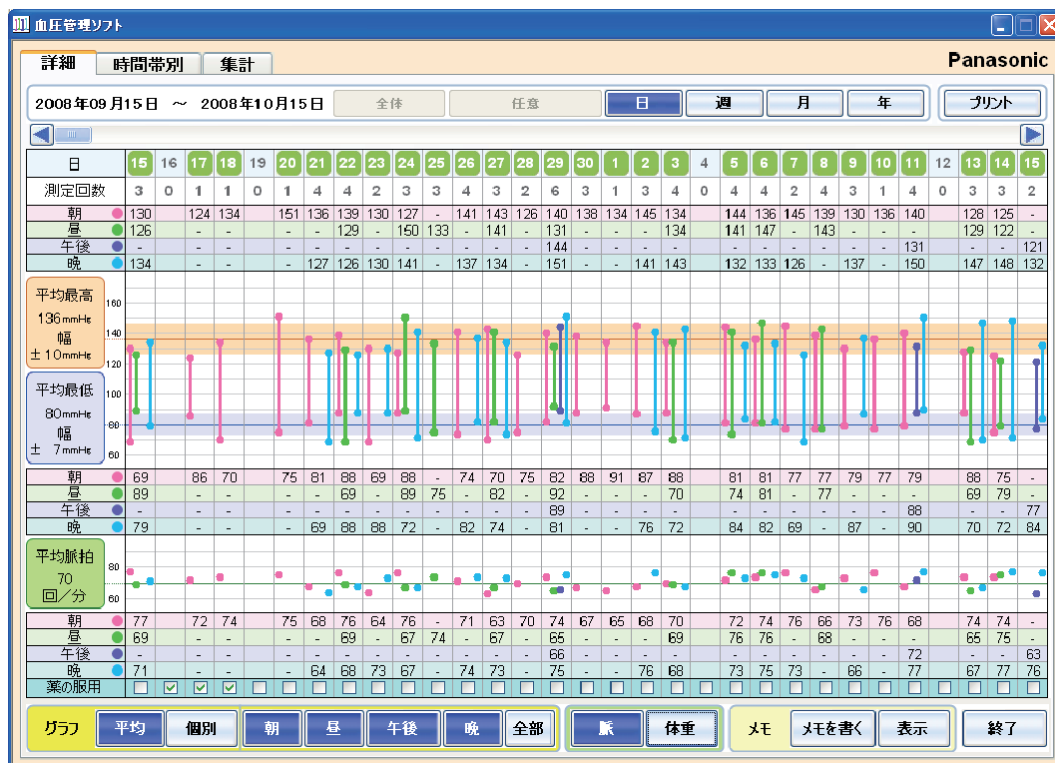 血圧管理ソフト
詳細 時間帯別 集計 Panasonic
2008年09月15日 ～ 2008年10月15日 全体 任意 日 週 月 年 プリント
日 15 16 17 18 19 20 21 22 23 24 25 26 27 28 29 30 1 2 3 4 5 6 7 8 9 10 11 12 13 14 15
測定回数 3 0 1 1 0 1 4 4 2 3 3 4 3 2 6 3 1 3 4 0 4 4 2 4 3 1 4 0 3 4 2
朝 130 124 134 151 136 139 130 127 - 141 143 126 140 138 134 145 134 144 136 145 139 130 136 140 128 125 -
昼 126 - - - - 129 - 150 133 - 141 - 131 - - - 134 141 147 - 143 - - - 129 122 -
午後 - - - - - - - - - - - - 144 - - - - - - - - - - 131 - - 121
晩 134 - - - 127 126 130 141 - 137 134 - 151 - - 141 143 132 133 126 - 137 - 150 147 148 132
平均最高
136mmHg
幅
± 10mmHg
平均最低
80mmHg
幅
± 7mmHg
160
140
120
100
80
60
朝 69 86 70 75 81 88 69 88 - 74 70 75 82 88 91 87 88 81 81 77 77 79 77 79 88 75 -
昼 89 - - - - 69 - 89 75 - 82 - 92 - - - 70 74 81 - 77 - - - 69 79 -
午後 - - - - - - - - - - - - 89 - - - - - - - - - - 88 - - 77
晩 79 - - - 69 88 88 72 - 82 74 - 81 - - 76 72 84 82 69 - 87 - 90 70 72 84
平均脈拍
70
回／分
80
60
朝 77 72 74 75 68 76 64 76 - 71 63 70 74 67 65 68 70 72 74 76 66 73 76 68 74 74 -
昼 69 - - - - 69 - 67 74 - 67 - 65 - - - 69 76 76 - 68 - - - 65 75 -
午後 - - - - - - - - - - - - 66 - - - - - - - - - - 72 - - 63
晩 71 - - - 64 68 73 67 - 74 73 - 75 - - 76 68 73 75 73 - 66 - 77 67 77 76
薬の服用
グラフ 平均 個別 朝 昼 午後 晩 全部 脈 体重 メモ メモを書く 表示 終了